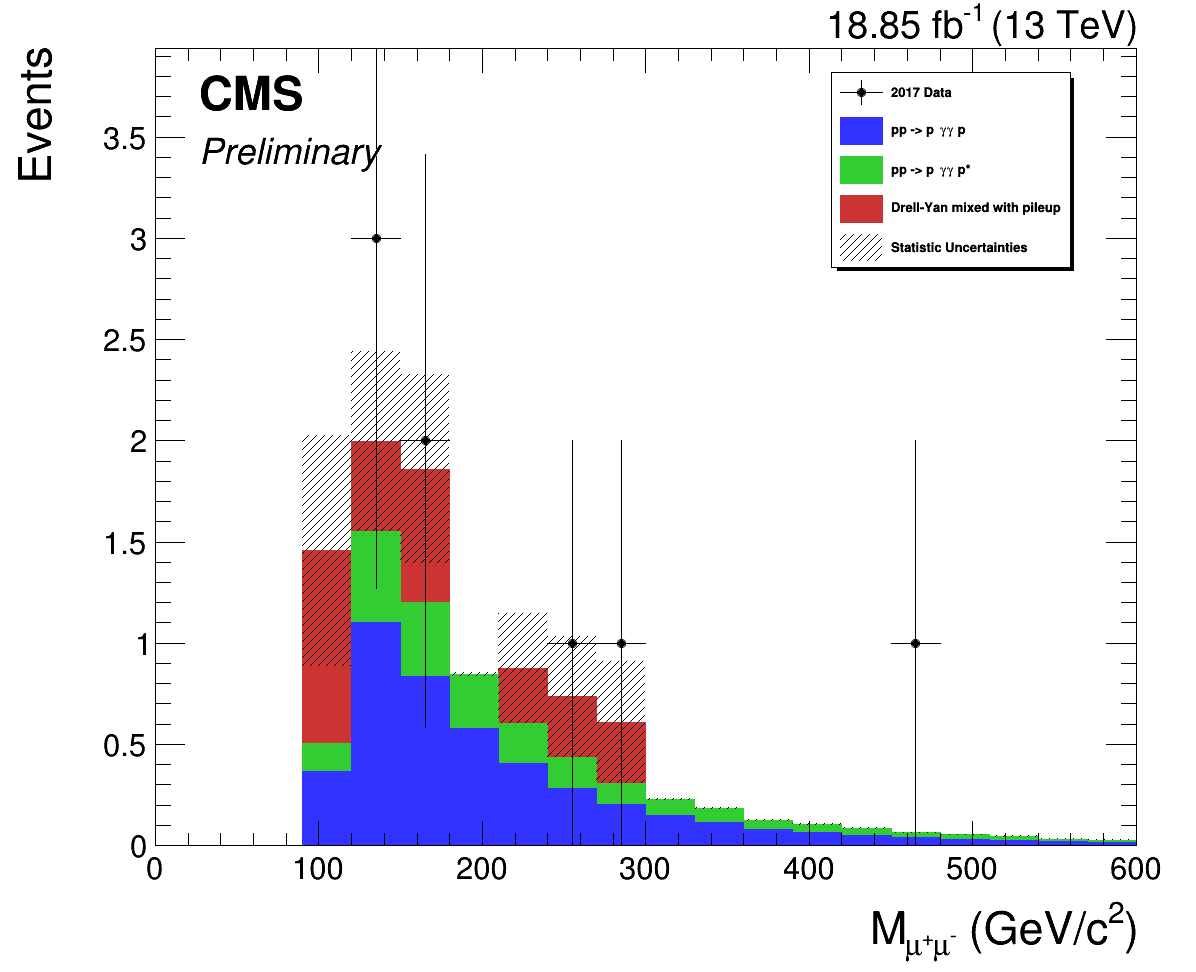 18.85 fb⁻¹ (13 TeV)
Events
CMS
Preliminary
2017 Data
pp -> p γγ p
pp -> p γγ p*
Drell-Yan mixed with pileup
Statistic Uncertainties
3.5
3
2.5
2
1.5
1
0.5
0
0 100 200 300 400 500 600
M_μ⁺μ⁻ (GeV/c²)